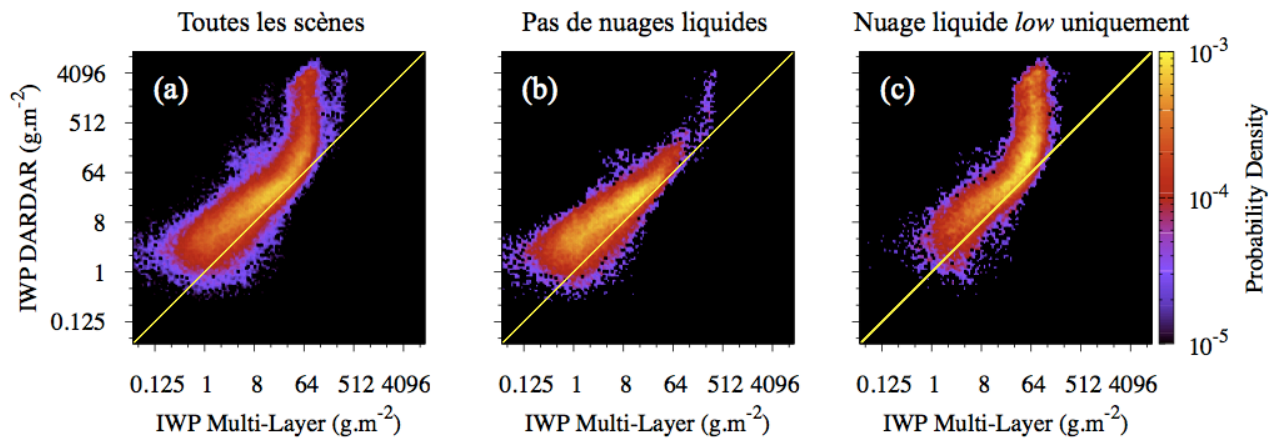 Toutes les scènes
Pas de nuages liquides
Nuage liquide low uniquement
(a)
(b)
(c)
IWP DARDAR (g.m-2)
4096
512
64
8
1
0.125
0.125 1 8 64 512 4096
0.125 1 8 64 512 4096
0.125 1 8 64 512 4096
IWP Multi-Layer (g.m-2)
IWP Multi-Layer (g.m-2)
IWP Multi-Layer (g.m-2)
10-3
10-4
10-5
Probability Density